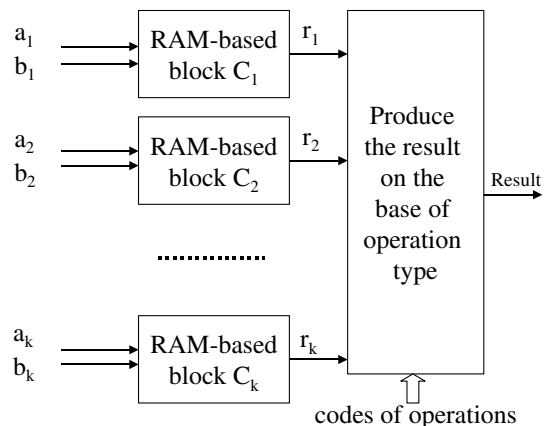 a₁
b₁
RAM-based
block C₁
r₁
a₂
b₂
RAM-based
block C₂
r₂
aₖ
bₖ
RAM-based
block Cₖ
rₖ
Produce
the result
on the
base of
operation
type
Result
codes of operations